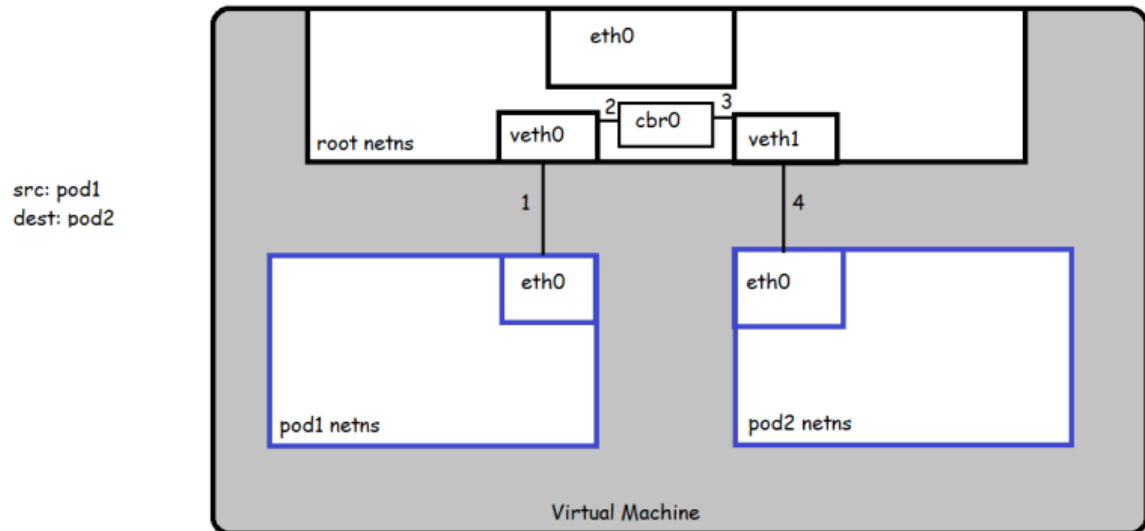 eth0
2
cbr0
3
veth0
veth1
root netns
src: pod1
dest: pod2
1
4
eth0
eth0
pod1 netns
pod2 netns
Virtual Machine